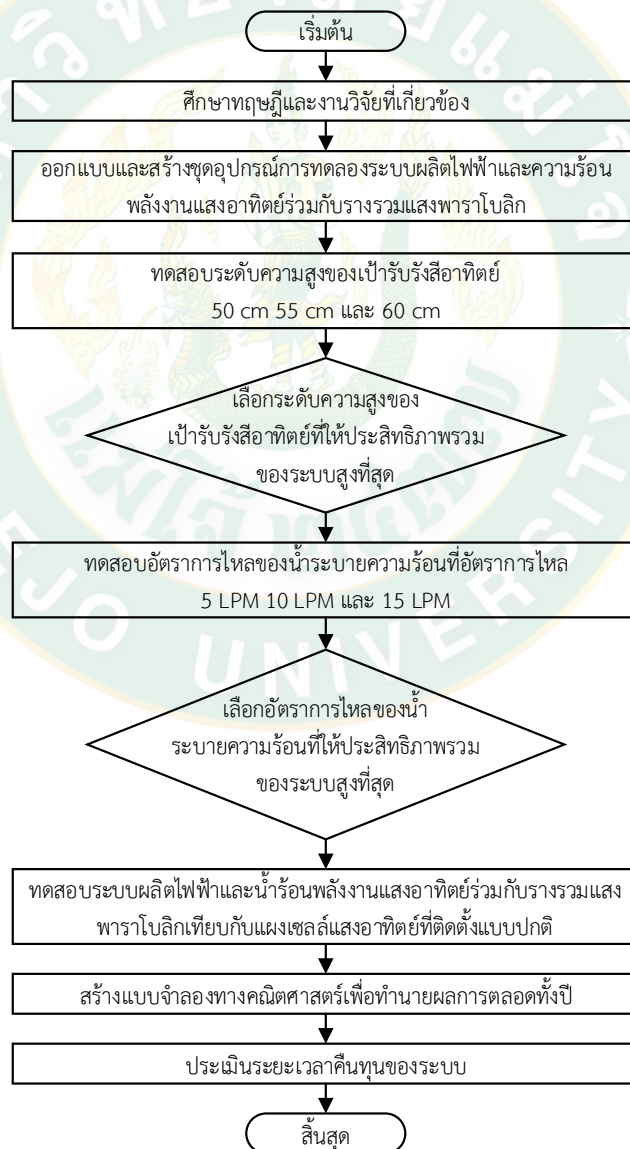 เริ่มต้น
ศึกษาทฤษฎีและงานวิจัยที่เกี่ยวข้อง
ออกแบบและสร้างชุดอุปกรณ์การทดลองระบบผลิตไฟฟ้าและความร้อน
พลังงานแสงอาทิตย์ร่วมกับรางรวมแสงพาราโบลิก
ทดสอบระดับความสูงของเป้ารับรังสีอาทิตย์
50 cm 55 cm และ 60 cm
เลือกระดับความสูงของ
เป้ารับรังสีอาทิตย์ที่ให้ประสิทธิภาพรวม
ของระบบสูงที่สุด
ทดสอบอัตราการไหลของน้ำระบายความร้อนที่อัตราการไหล
5 LPM 10 LPM และ 15 LPM
เลือกอัตราการไหลของน้ำ
ระบายความร้อนที่ให้ประสิทธิภาพรวม
ของระบบสูงที่สุด
ทดสอบระบบผลิตไฟฟ้าและน้ำร้อนพลังงานแสงอาทิตย์ร่วมกับรางรวมแสง
พาราโบลิกเทียบกับแผงเซลล์แสงอาทิตย์ที่ติดตั้งแบบปกติ
สร้างแบบจำลองทางคณิตศาสตร์เพื่อทำนายผลการตลอดทั้งปี
ประเมินระยะเวลาคืนทุนของระบบ
สิ้นสุด
EJO UNIVERSITY